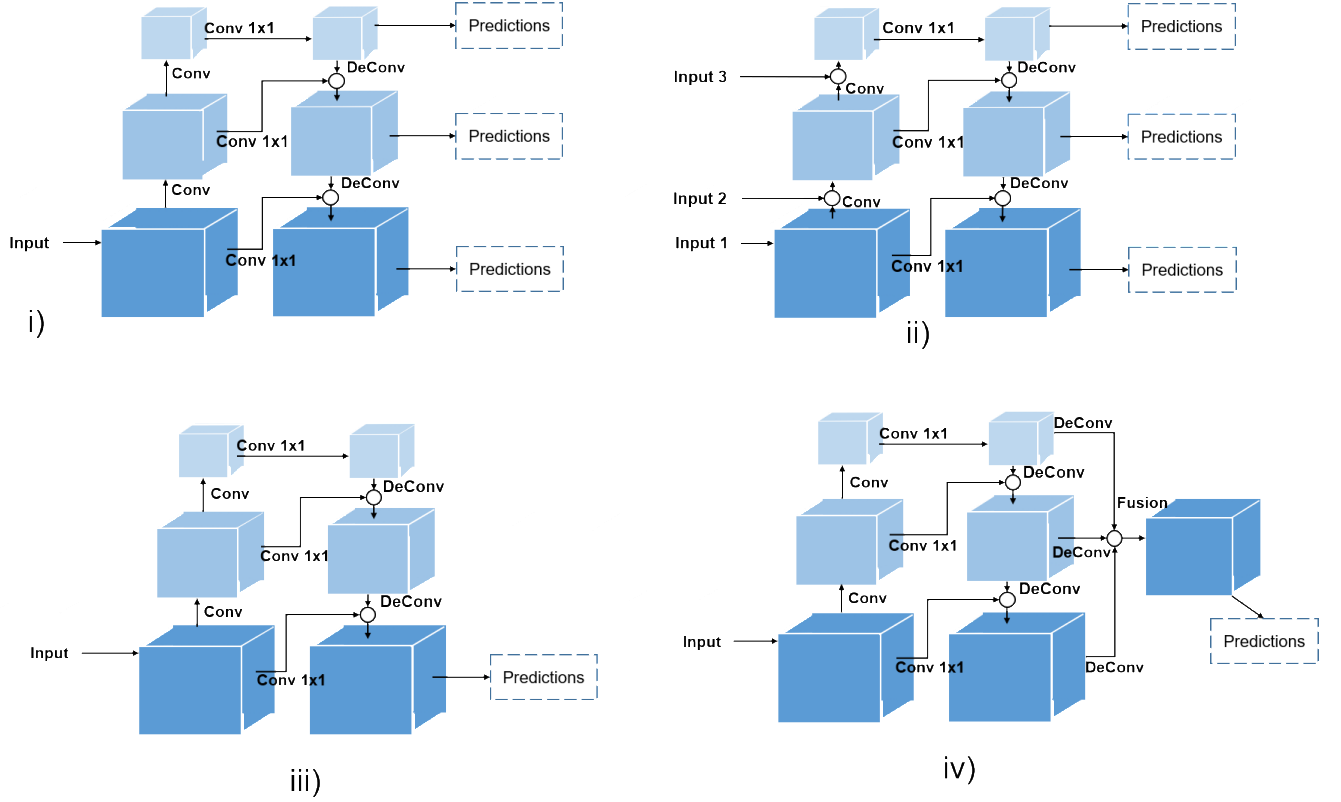 Conv 1x1
Predictions
Conv
DeConv
Predictions
Conv 1x1
Conv
DeConv
Input
Conv 1x1
Predictions
i)
Conv 1x1
Predictions
Input 3
Conv
DeConv
Predictions
Conv 1x1
Input 2
Conv
DeConv
Input 1
Conv 1x1
Predictions
ii)
Conv 1x1
Conv
DeConv
Conv 1x1
Conv
DeConv
Input
Conv 1x1
Predictions
iii)
DeConv
Conv 1x1
Conv
DeConv
Fusion
Conv 1x1
DeConv
Conv
DeConv
Input
Conv 1x1
DeConv
Predictions
iv)